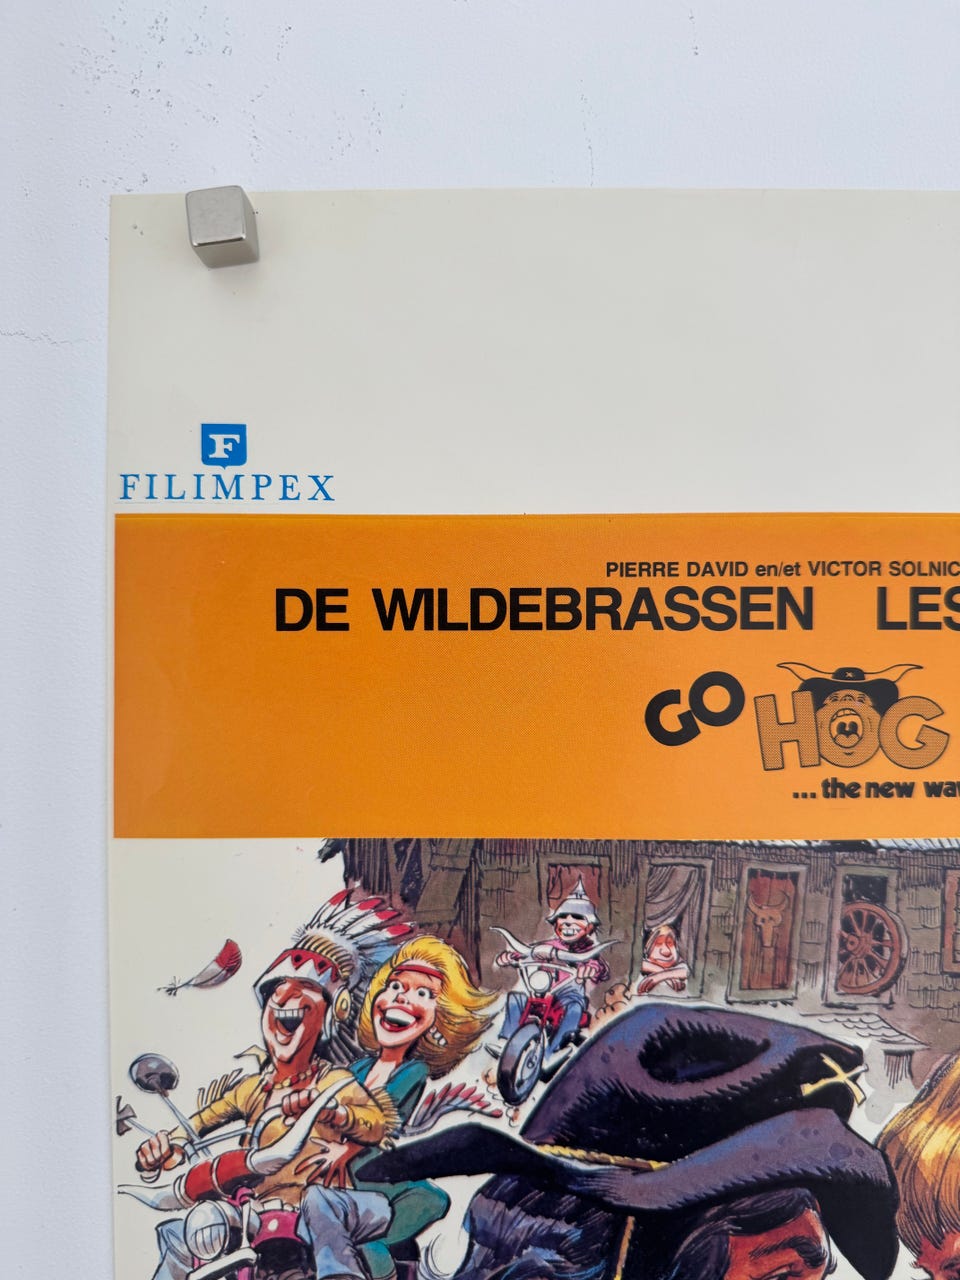 F
FILIMPEX
PIERRE DAVID en/et VICTOR SOLNIC
DE WILDEBRASSEN LES
GO HOG
...the new wav